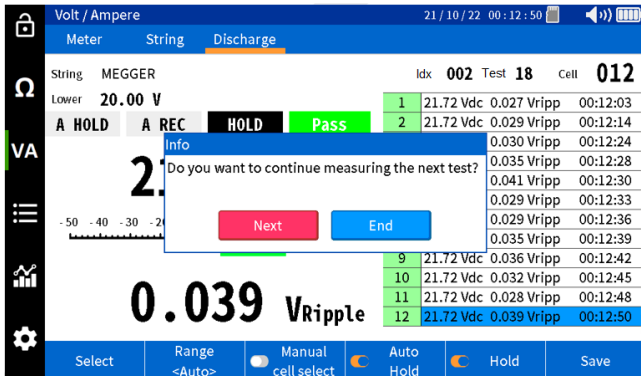 Volt / Ampere 21/10/22 00:12:50
Meter String Discharge
String MEGGER Idx 002 Test 18 Cell 012
Lower 20.00 V
A HOLD A REC HOLD Pass
Ω
VA
1 21.72 Vdc 0.027 Vripp 00:12:03
2 21.72 Vdc 0.029 Vripp 00:12:14
0.030 Vripp 00:12:24
0.035 Vripp 00:12:28
0.041 Vripp 00:12:30
0.029 Vripp 00:12:33
0.029 Vripp 00:12:36
0.035 Vripp 00:12:39
9 21.72 Vdc 0.036 Vripp 00:12:42
10 21.72 Vdc 0.032 Vripp 00:12:45
11 21.72 Vdc 0.028 Vripp 00:12:48
12 21.72 Vdc 0.039 Vripp 00:12:50
Info
Do you want to continue measuring the next test?
Next End
-50 -40 -30
0.039 VRipple
Select Range <Auto> Manual cell select Auto Hold Hold Save